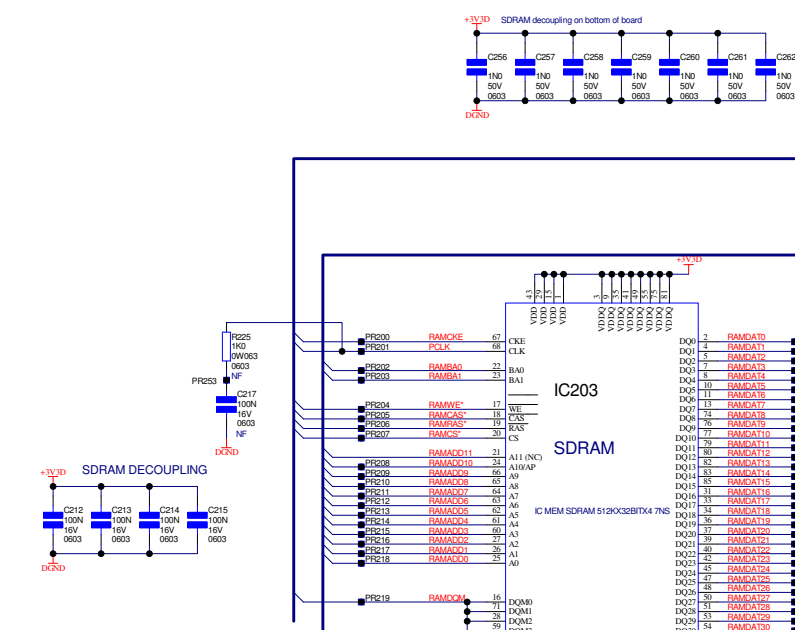 +3V3D SDRAM decoupling on bottom of board
C256 C257 C258 C259 C260 C261 C262
1N0 1N0 1N0 1N0 1N0 1N0 1N0
50V 50V 50V 50V 50V 50V 50V
0603 0603 0603 0603 0603 0603 0603
DGND
+3V3D
43 29 15 1 3 9 35 41 49 55 75 81
VDD VDD VDD VDD VDDQ VDDQ VDDQ VDDQ VDDQ VDDQ VDDQ VDDQ
R225
1K0
0W063
0603
NF
PR253
C217
100N
16V
0603
NF
DGND
PR200 RAMCKE 67 CKE
PR201 PCLK 68 CLK
PR202 RAMBA0 22 BA0
PR203 RAMBA1 23 BA1
PR204 RAMWE* 17 WE
PR205 RAMCAS* 18 CAS
PR206 RAMRAS* 19 RAS
PR207 RAMCS* 20 CS
RAMADD11 21 A11 (NC)
PR208 RAMADD10 24 A10/AP
PR209 RAMADD9 66 A9
PR210 RAMADD8 65 A8
PR211 RAMADD7 64 A7
PR212 RAMADD6 63 A6
PR213 RAMADD5 62 A5
PR214 RAMADD4 61 A4
PR215 RAMADD3 60 A3
PR216 RAMADD2 27 A2
PR217 RAMADD1 26 A1
PR218 RAMADD0 25 A0
PR219 RAMDQM 16 DQM0
71 DQM1
28 DQM2
59
IC203
SDRAM
IC MEM SDRAM 512KX32BITX4 7NS
DQ0 2 RAMDAT0
DQ1 4 RAMDAT1
DQ2 5 RAMDAT2
DQ3 7 RAMDAT3
DQ4 8 RAMDAT4
DQ5 10 RAMDAT5
DQ6 11 RAMDAT6
DQ7 13 RAMDAT7
DQ8 74 RAMDAT8
DQ9 76 RAMDAT9
DQ10 77 RAMDAT10
DQ11 79 RAMDAT11
DQ12 80 RAMDAT12
DQ13 82 RAMDAT13
DQ14 83 RAMDAT14
DQ15 85 RAMDAT15
DQ16 31 RAMDAT16
DQ17 33 RAMDAT17
DQ18 34 RAMDAT18
DQ19 36 RAMDAT19
DQ20 37 RAMDAT20
DQ21 39 RAMDAT21
DQ22 40 RAMDAT22
DQ23 42 RAMDAT23
DQ24 45 RAMDAT24
DQ25 47 RAMDAT25
DQ26 48 RAMDAT26
DQ27 50 RAMDAT27
DQ28 51 RAMDAT28
DQ29 53 RAMDAT29
54 RAMDAT30
SDRAM DECOUPLING
+3V3D
C212 C213 C214 C215
100N 100N 100N 100N
16V 16V 16V 16V
0603 0603 0603 0603
DGND